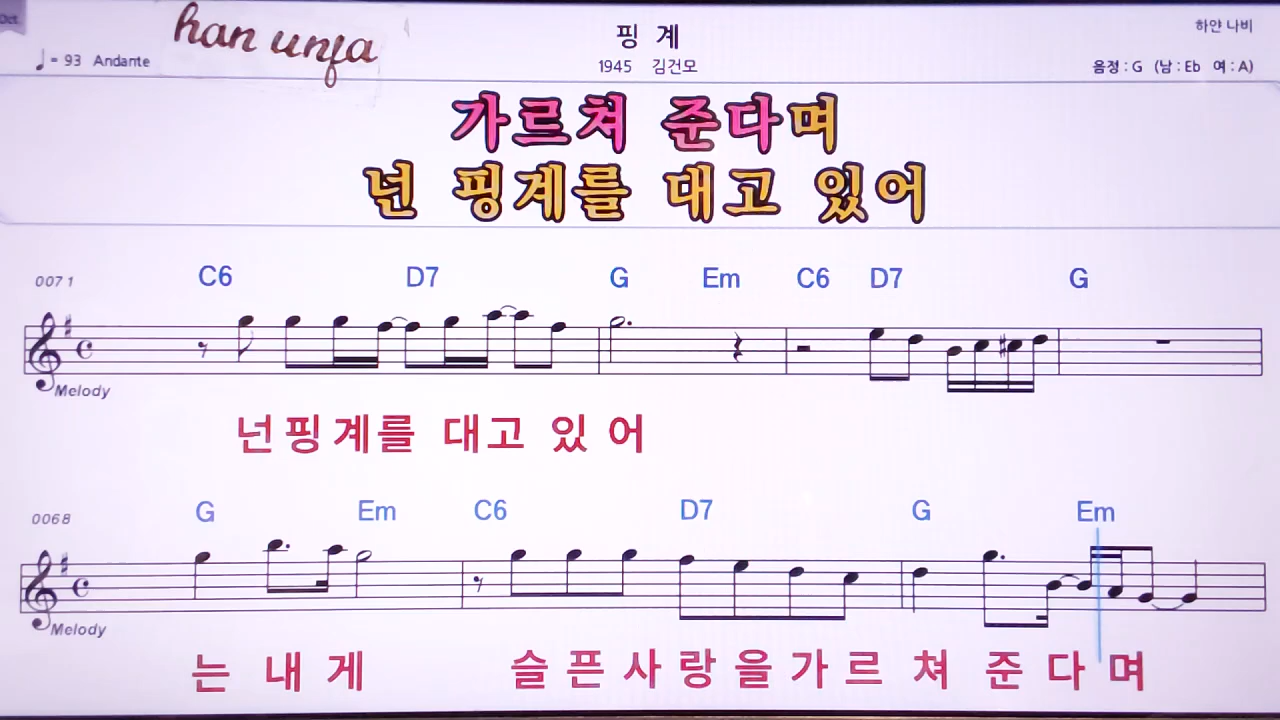 Oct.
han unfa
핑 계
하얀 나비
♩= 93 Andante
1945 김건모
음정 : G (남 : Eb 여 : A)
가르쳐 준다며
넌 핑계를 대고 있어
0071 C6 D7 G Em C6 D7 G
Melody
넌 핑 계 를 대 고 있 어
0068 G Em C6 D7 G Em
Melody
는 내 게 슬 픈 사 랑 을 가 르 쳐 준 다 며